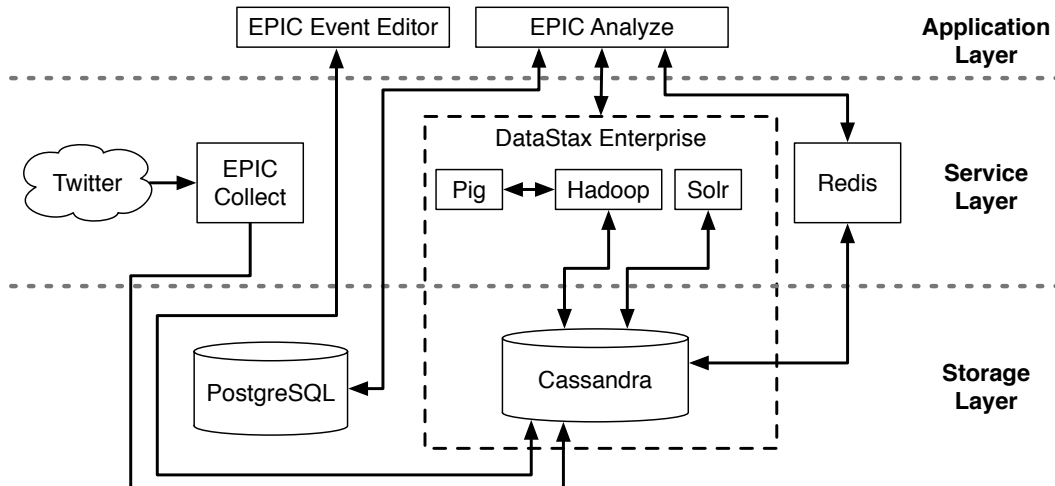 EPIC Event Editor
EPIC Analyze
Application
Layer
DataStax Enterprise
Twitter
EPIC
Collect
Pig
Hadoop
Solr
Redis
Service
Layer
PostgreSQL
Cassandra
Storage
Layer